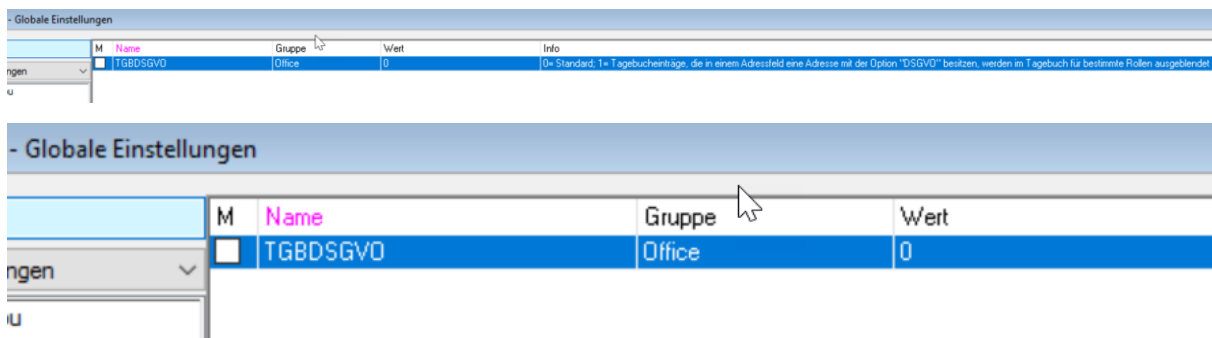 - Globale Einstellungen
M Name Gruppe Wert Info
TGBDSGVO Office 0 0= Standard; 1= Tagebucheinträge, die in einem Adressfeld eine Adresse mit der Option "DSGVO" besitzen, werden im Tagebuch für bestimmte Rollen ausgeblendet
ngen
- Globale Einstellungen
M Name Gruppe Wert
TGBDSGVO Office 0
ngen